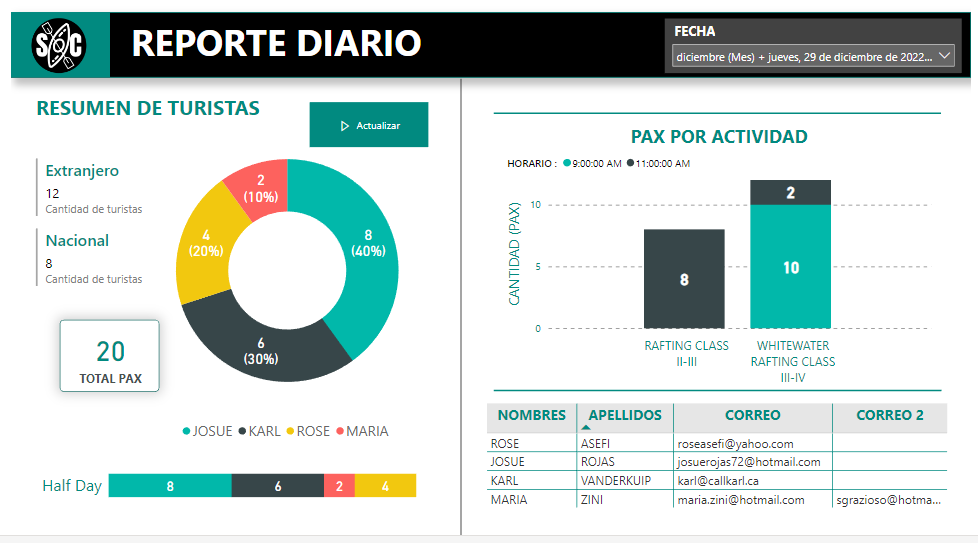 SOC
REPORTE DIARIO
FECHA
diciembre (Mes) + jueves, 29 de diciembre de 2022...
RESUMEN DE TURISTAS
Actualizar
Extranjero
12
Cantidad de turistas
Nacional
8
Cantidad de turistas
20
TOTAL PAX
2
(10%)
8
(40%)
4
(20%)
6
(30%)
JOSUE KARL ROSE MARIA
Half Day 8 6 2 4
PAX POR ACTIVIDAD
HORARIO : 9:00:00 AM 11:00:00 AM
CANTIDAD (PAX)
10
5
0
2
8
10
RAFTING CLASS
II-III
WHITEWATER
RAFTING CLASS
III-IV
NOMBRES APELLIDOS CORREO CORREO 2
ROSE ASEFI roseasefi@yahoo.com
JOSUE ROJAS josuerojas72@hotmail.com
KARL VANDERKUIP karl@callkarl.ca
MARIA ZINI maria.zini@hotmail.com sgrazioso@hotma...